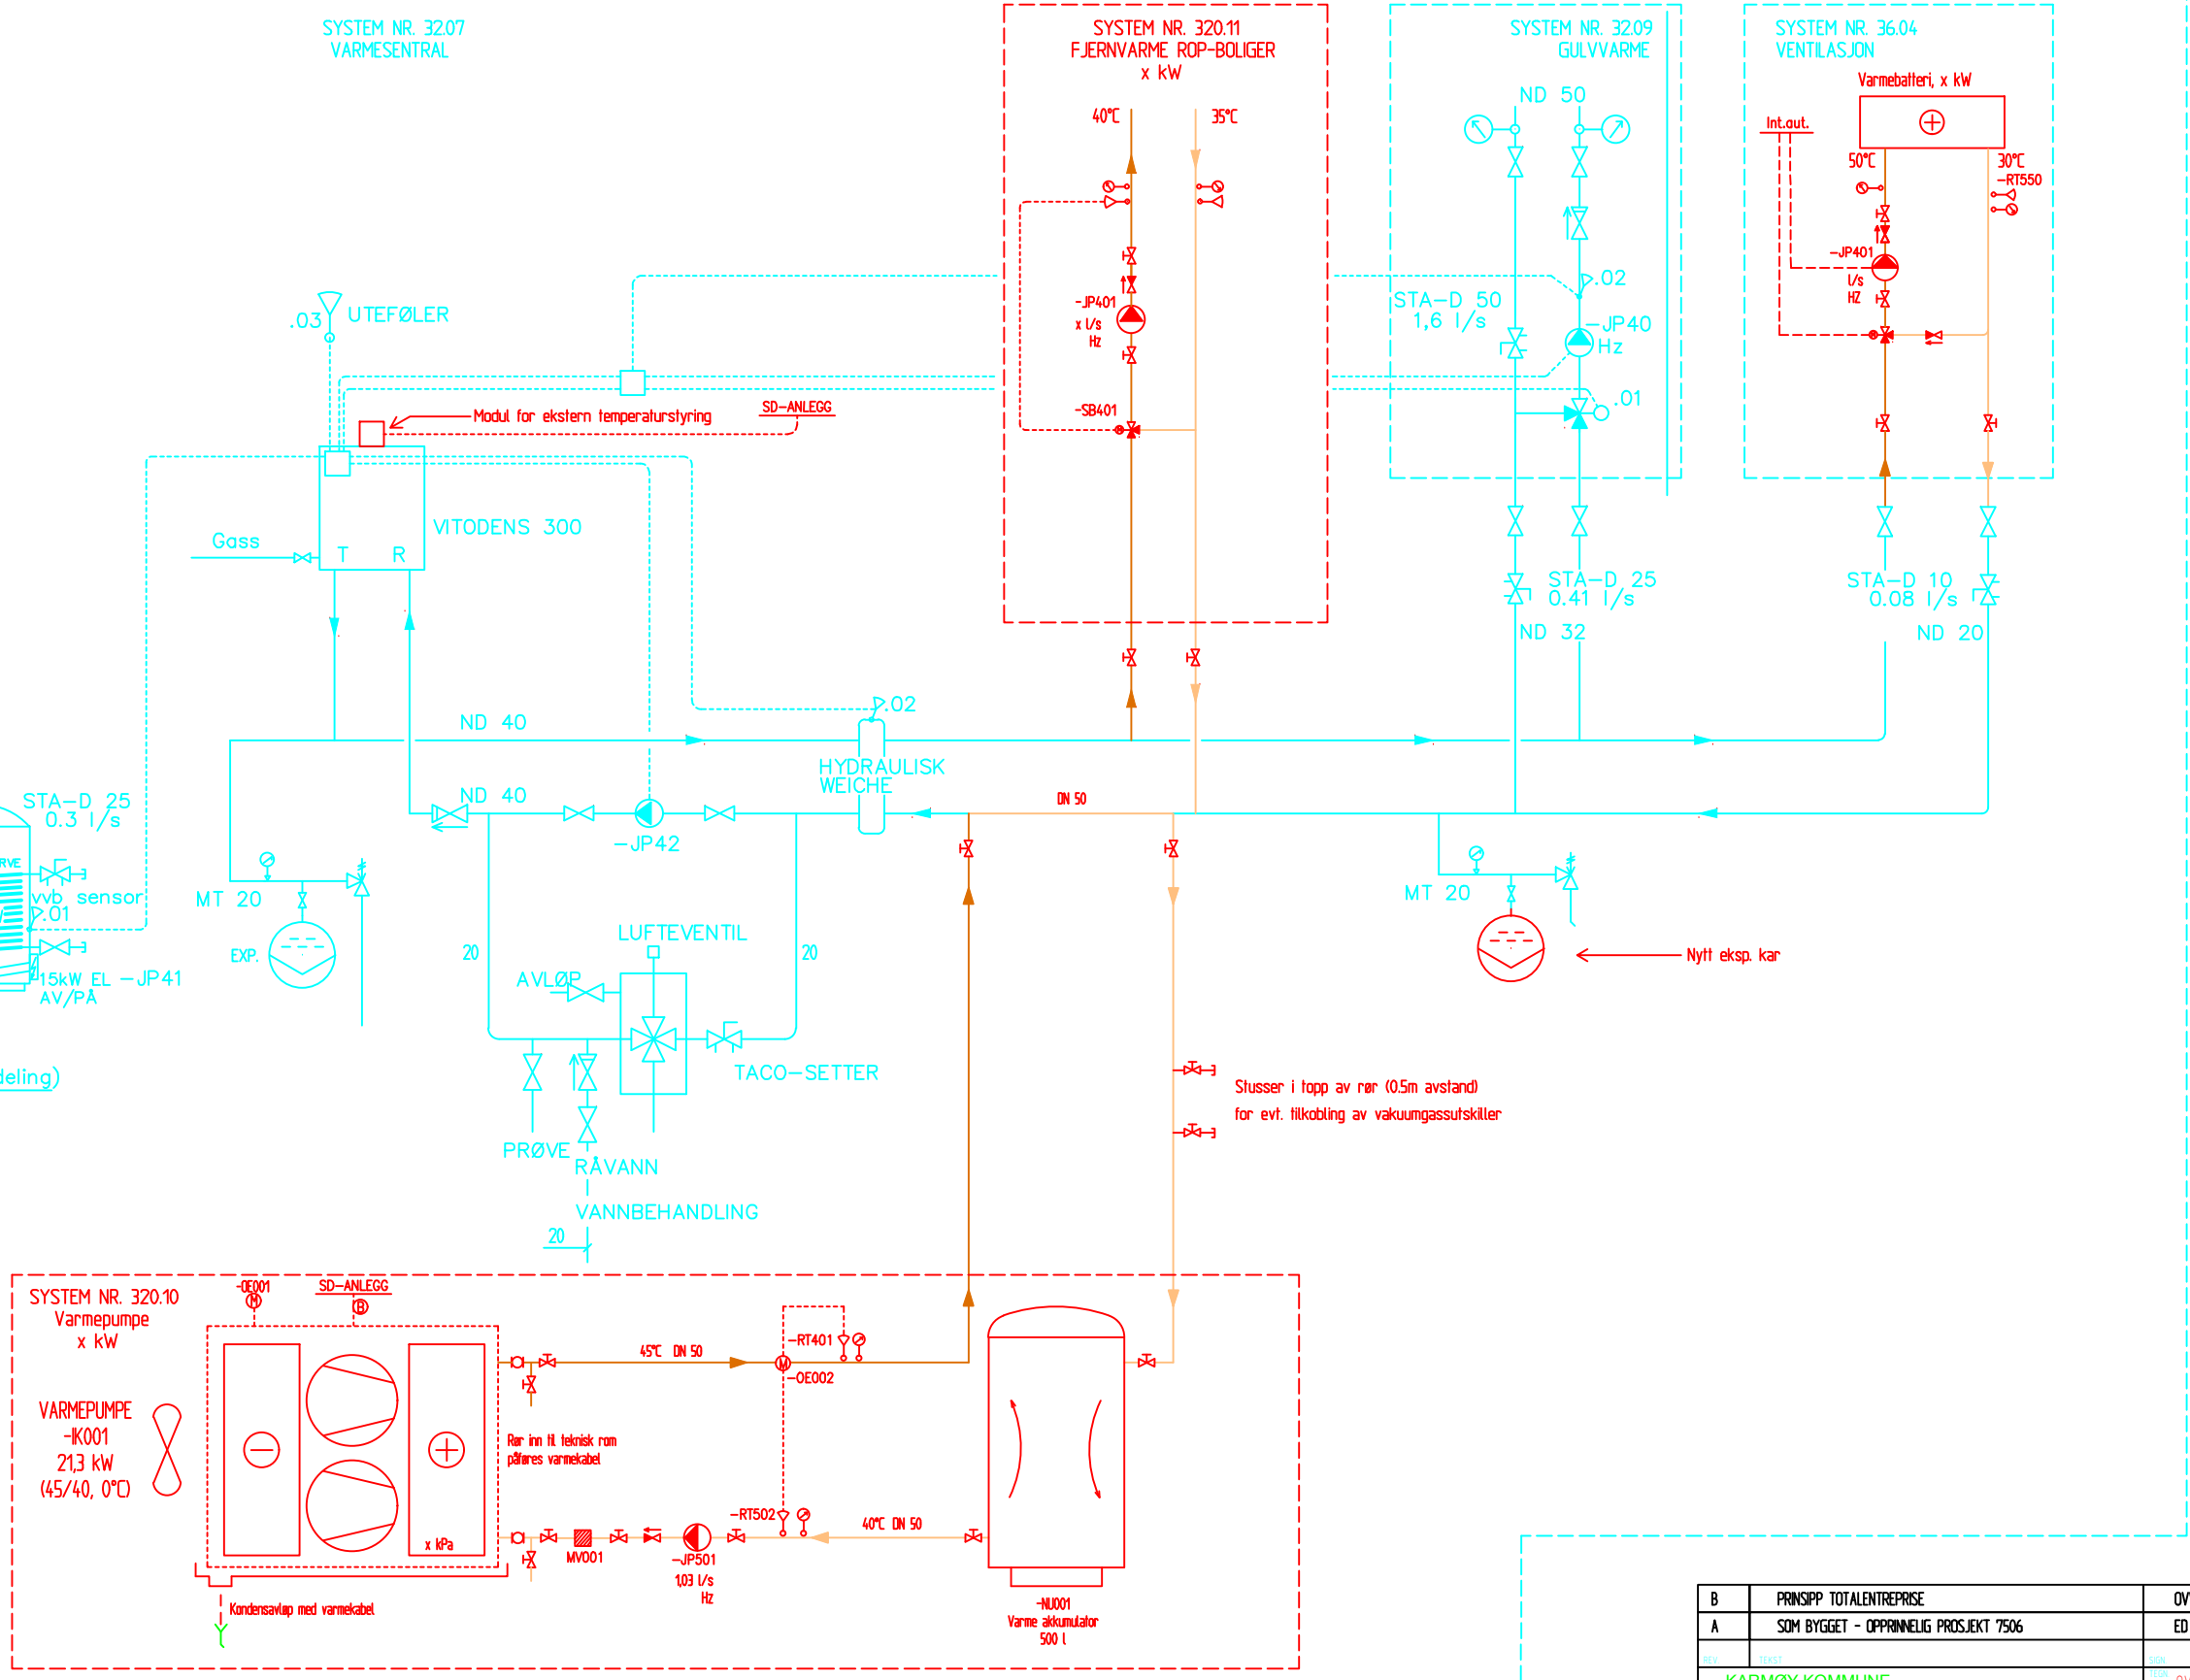 SYSTEM NR. 32.07
VARMESENTRAL
SYSTEM NR. 320.11
FJERNVARME ROP-BOLIGER
x kW
40°C
35°C
-JP401
x l/s
Hz
-SB401
SYSTEM NR. 32.09
GULVVARME
ND 50
STA-D 50
1,6 l/s
.02
-JP40
Hz
.01
STA-D 25
0.41 l/s
ND 32
SYSTEM NR. 36.04
VENTILASJON
Varmebatteri, x kW
Int.aut.
50°C
30°C
-RT550
-JP401
l/s
HZ
STA-D 10
0.08 l/s
ND 20
.03
UTEFØLER
Modul for ekstern temperaturstyring
SD-ANLEGG
VITODENS 300
Gass
T
R
ND 40
.02
HYDRAULISK
WEICHE
ND 40
DN 50
-JP42
STA-D 25
0.3 l/s
RVE
vvb sensor
.01
15kW EL -JP41
AV/PÅ
deling)
MT 20
EXP.
20
LUFTEVENTIL
20
AVLØP
TACO-SETTER
PRØVE
RÅVANN
VANNBEHANDLING
20
MT 20
Nytt eksp. kar
Stusser i topp av rør (0.5m avstand)
for evt. tilkobling av vakuumgassutskiller
SYSTEM NR. 320.10
Varmepumpe
x kW
-OE001
M
SD-ANLEGG
B
VARMEPUMPE
-IK001
21,3 kW
(45/40, 0°C)
x kPa
45°C DN 50
-RT401
M
-OE002
Rør inn til teknisk rom
påføres varmekabel
-RT502
40°C DN 50
MV001
-JP501
1,03 l/s
Hz
Kondensavløp med varmekabel
-NU001
Varme akkumulator
500 l
B PRINSIPP TOTALENTREPRISE
A SOM BYGGET - OPPRINNELIG PROSJEKT 7506 ED
REV. TEKST SIGN.
KARMØY KOMMUNE